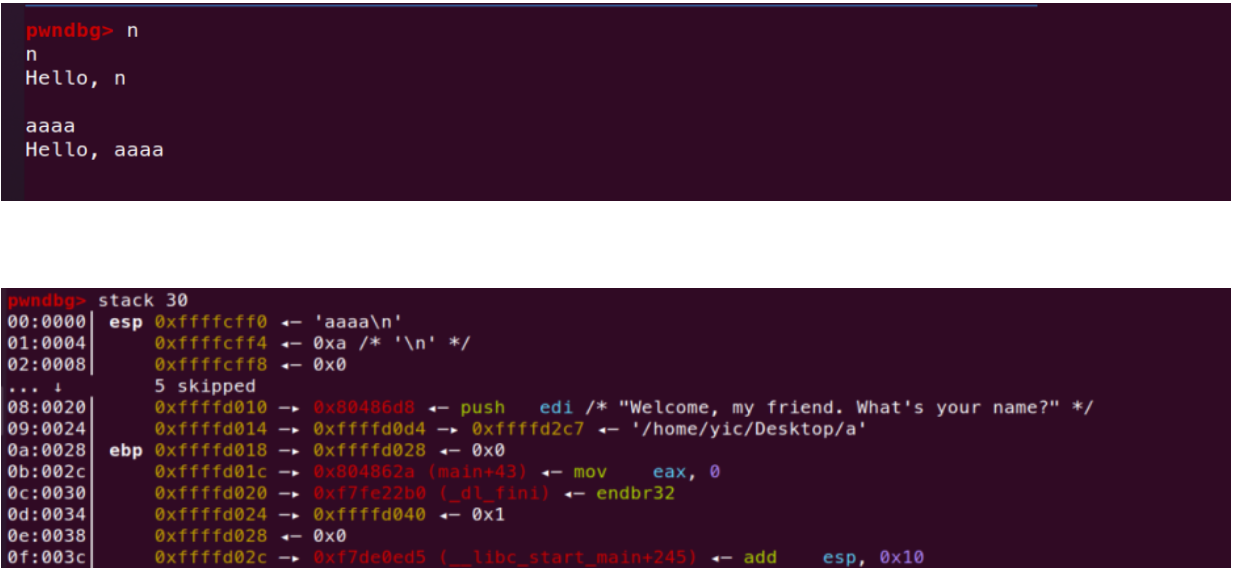 pwndbg> n
n
Hello, n
aaaa
Hello, aaaa
pwndbg> stack 30
00:0000│ esp 0xffffcff0 ◂— 'aaaa\n'
01:0004│ 0xffffcff4 ◂— 0xa /* '\n' */
02:0008│ 0xffffcff8 ◂— 0x0
... ↓ 5 skipped
08:0020│ 0xffffd010 —▸ 0x80486d8 ◂— push edi /* "Welcome, my friend. What's your name?" */
09:0024│ 0xffffd014 —▸ 0xffffd0d4 —▸ 0xffffd2c7 ◂— '/home/yic/Desktop/a'
0a:0028│ ebp 0xffffd018 —▸ 0xffffd028 ◂— 0x0
0b:002c│ 0xffffd01c —▸ 0x804862a (main+43) ◂— mov eax, 0
0c:0030│ 0xffffd020 —▸ 0xf7fe22b0 (_dl_fini) ◂— endbr32
0d:0034│ 0xffffd024 —▸ 0xffffd040 ◂— 0x1
0e:0038│ 0xffffd028 ◂— 0x0
0f:003c│ 0xffffd02c —▸ 0xf7de0ed5 (__libc_start_main+245) ◂— add esp, 0x10